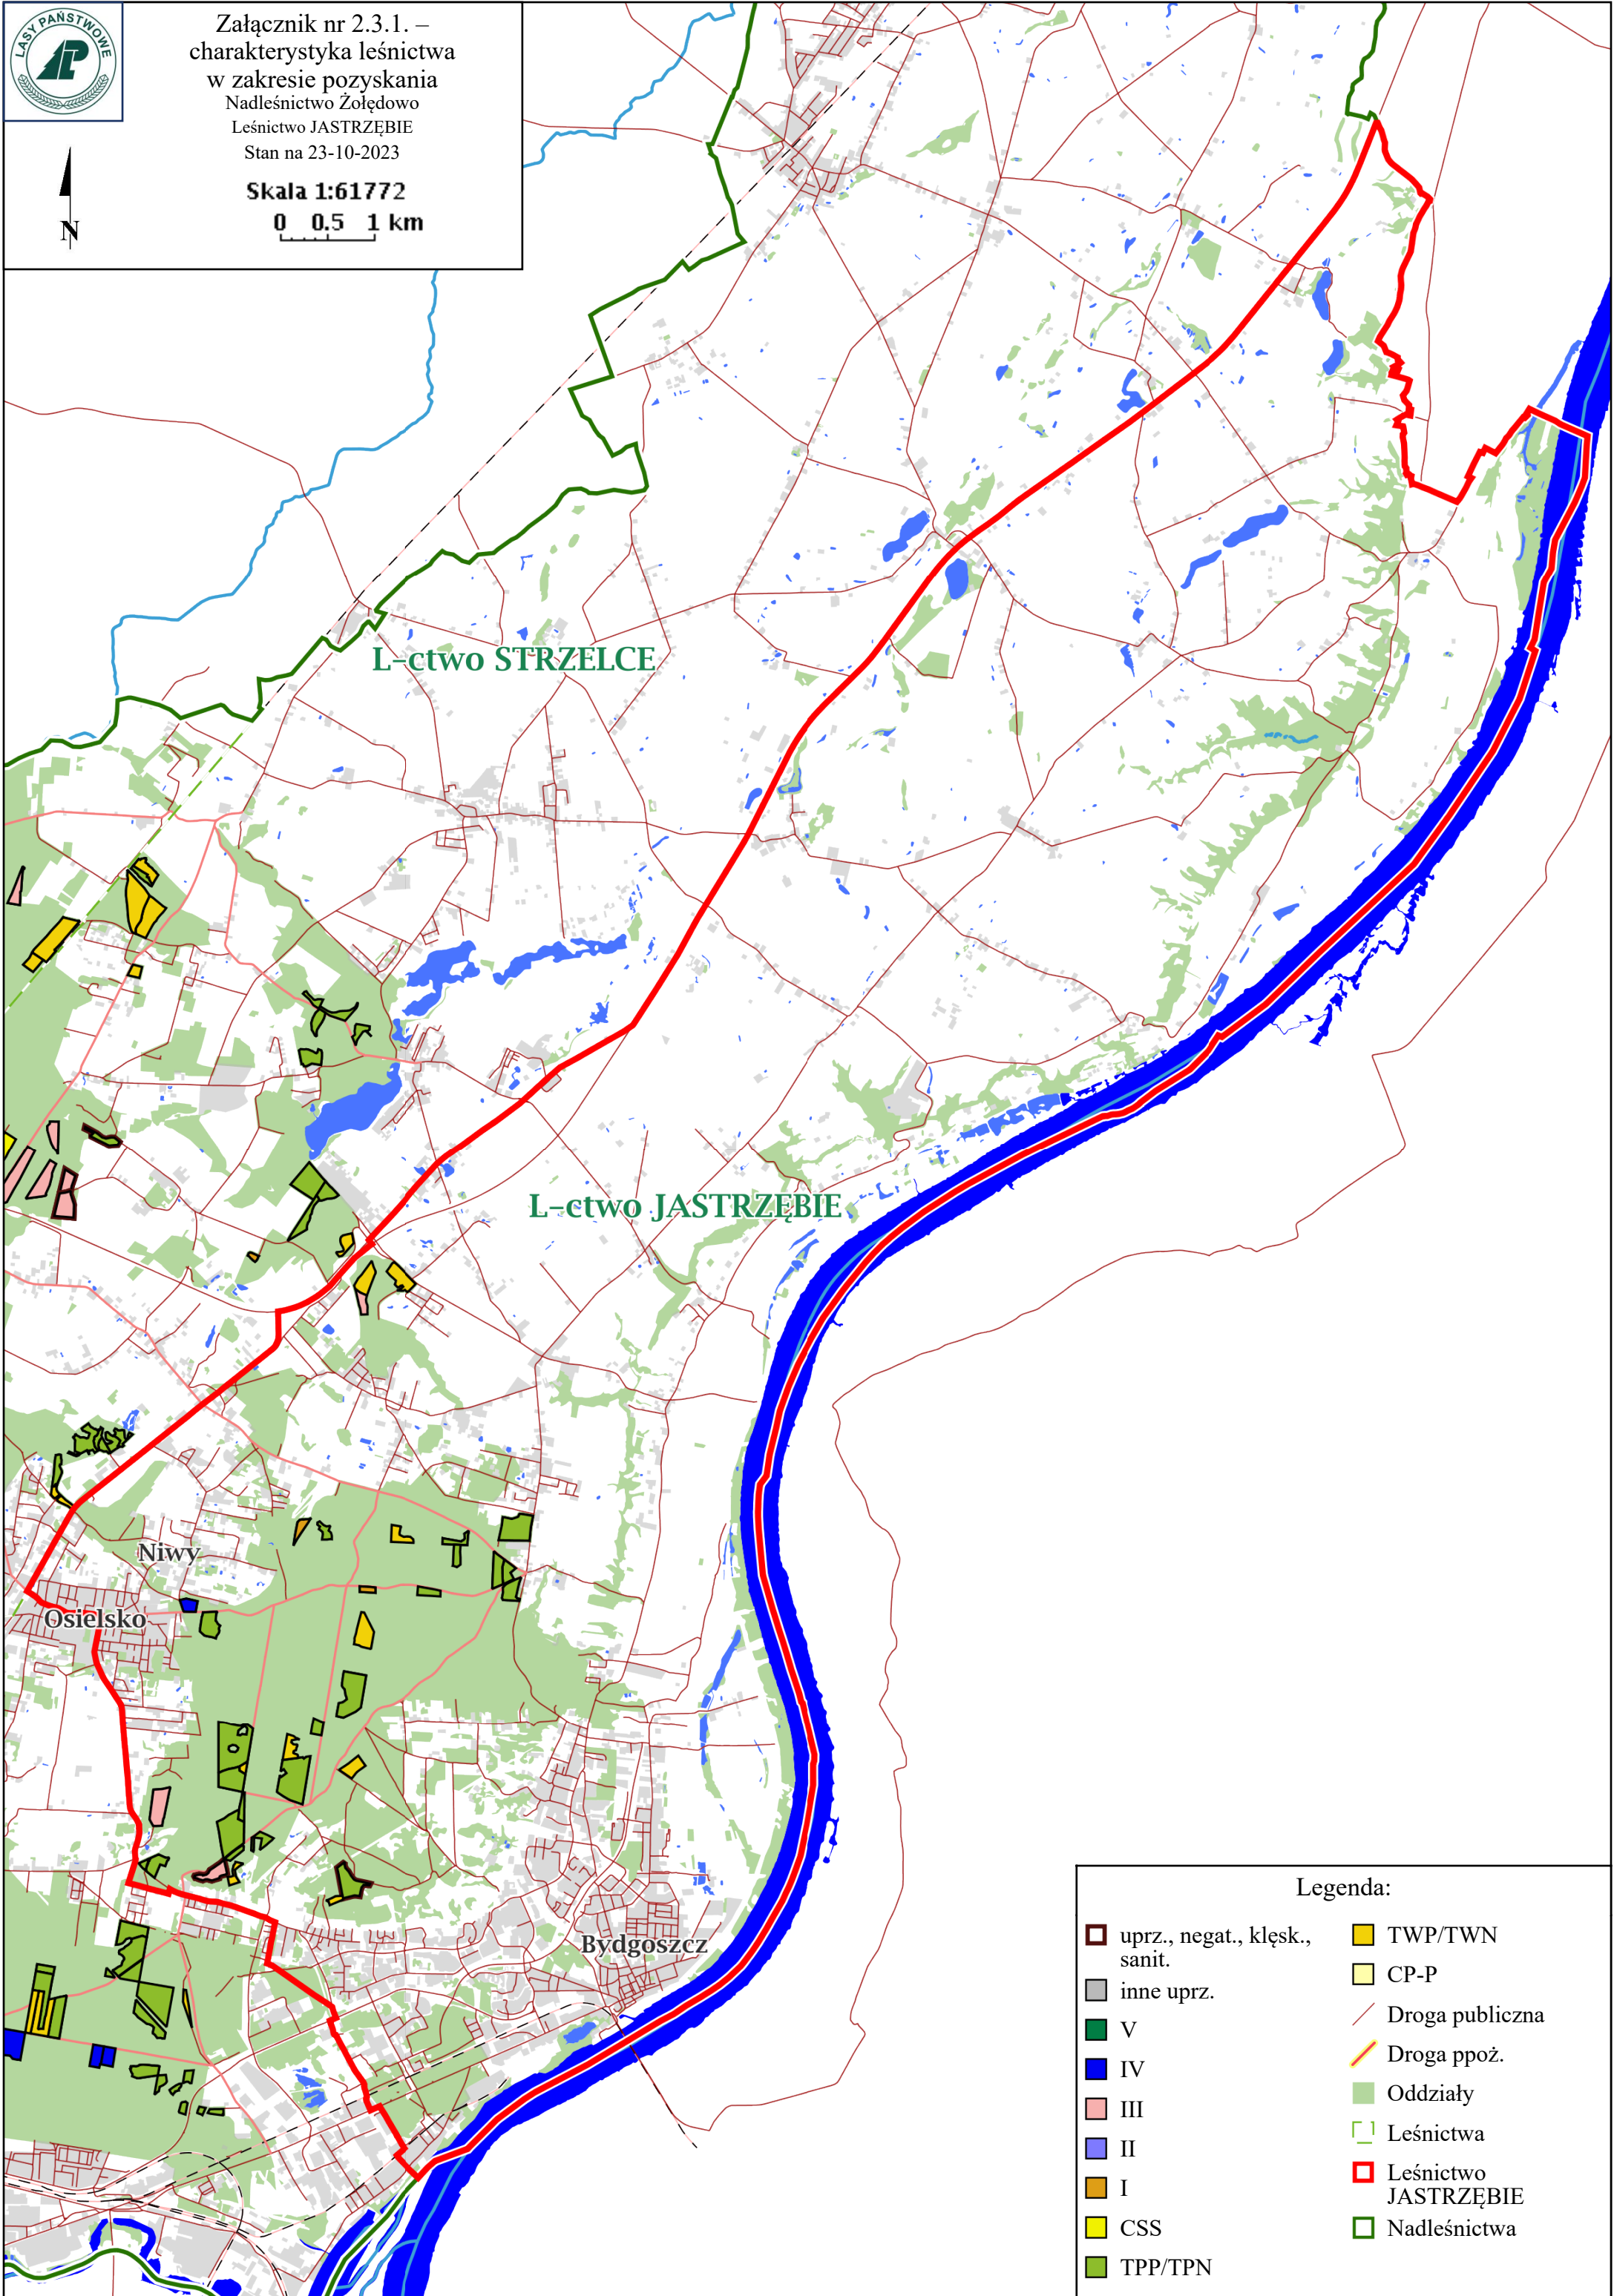 LASY PAŃSTWOWE
LP
Załącznik nr 2.3.1. –
charakterystyka leśnictwa
w zakresie pozyskania
Nadleśnictwo Żołędowo
Leśnictwo JASTRZĘBIE
Stan na 23-10-2023
Skala 1:61772
0 0.5 1 km
N
L-ctwo STRZELCE
L-ctwo JASTRZĘBIE
Niwy
Osielsko
Bydgoszcz
Legenda:
uprz., negat., klęsk.,
sanit.
inne uprz.
V
IV
III
II
I
CSS
TPP/TPN
TWP/TWN
CP-P
Droga publiczna
Droga ppoż.
Oddziały
Leśnictwa
Leśnictwo
JASTRZĘBIE
Nadleśnictwa